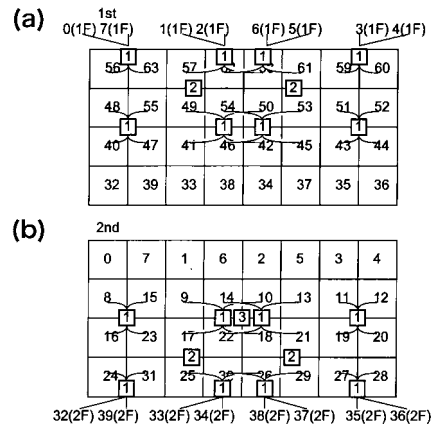 (a) 1st
0(1F) 7(1F) 1(1F) 2(1F) 6(1F) 5(1F) 3(1F) 4(1F)
1 1 1 1
56 63 57 61 59 60
2 2
48 55 49 54 50 53 51 52
1 1 1 1
40 47 41 46 42 45 43 44
32 39 33 38 34 37 35 36
(b) 2nd
0 7 1 6 2 5 3 4
8 15 9 14 10 13 11 12
1 1 3 1 1
16 23 17 22 18 21 19 20
2 2
24 31 25 29 27 28
1 1 1 1
32(2F) 39(2F) 33(2F) 34(2F) 38(2F) 37(2F) 35(2F) 36(2F)